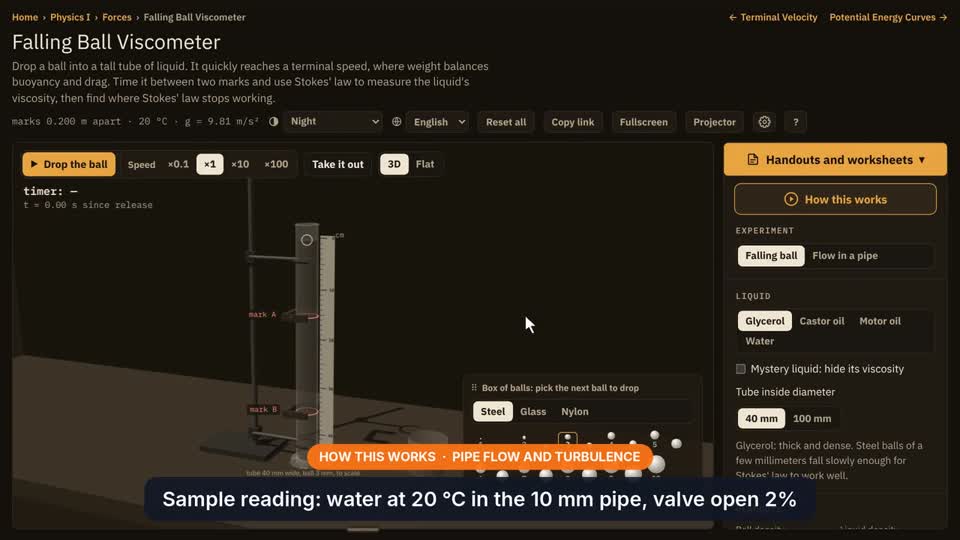 Home › Physics I › Forces › Falling Ball Viscometer
← Terminal Velocity Potential Energy Curves →
Falling Ball Viscometer
Drop a ball into a tall tube of liquid. It quickly reaches a terminal speed, where weight balances
buoyancy and drag. Time it between two marks and use Stokes' law to measure the liquid's
viscosity, then find where Stokes' law stops working.
marks 0.200 m apart · 20 °C · g = 9.81 m/s²
Night
English
Reset all
Copy link
Fullscreen
Projector
?
Drop the ball
Speed ×0.1 ×1 ×10 ×100
Take it out
3D Flat
timer: —
t = 0.00 s since release
cm
mark A
mark B
Box of balls: pick the next ball to drop
Steel Glass Nylon
Handouts and worksheets ▾
How this works
EXPERIMENT
Falling ball Flow in a pipe
LIQUID
Glycerol Castor oil Motor oil
Water
Mystery liquid: hide its viscosity
Tube inside diameter
40 mm 100 mm
Glycerol: thick and dense. Steel balls of a
few millimeters fall slowly enough for
Stokes' law to work well.
HOW THIS WORKS · PIPE FLOW AND TURBULENCE
Sample reading: water at 20 °C in the 10 mm pipe, valve open 2%